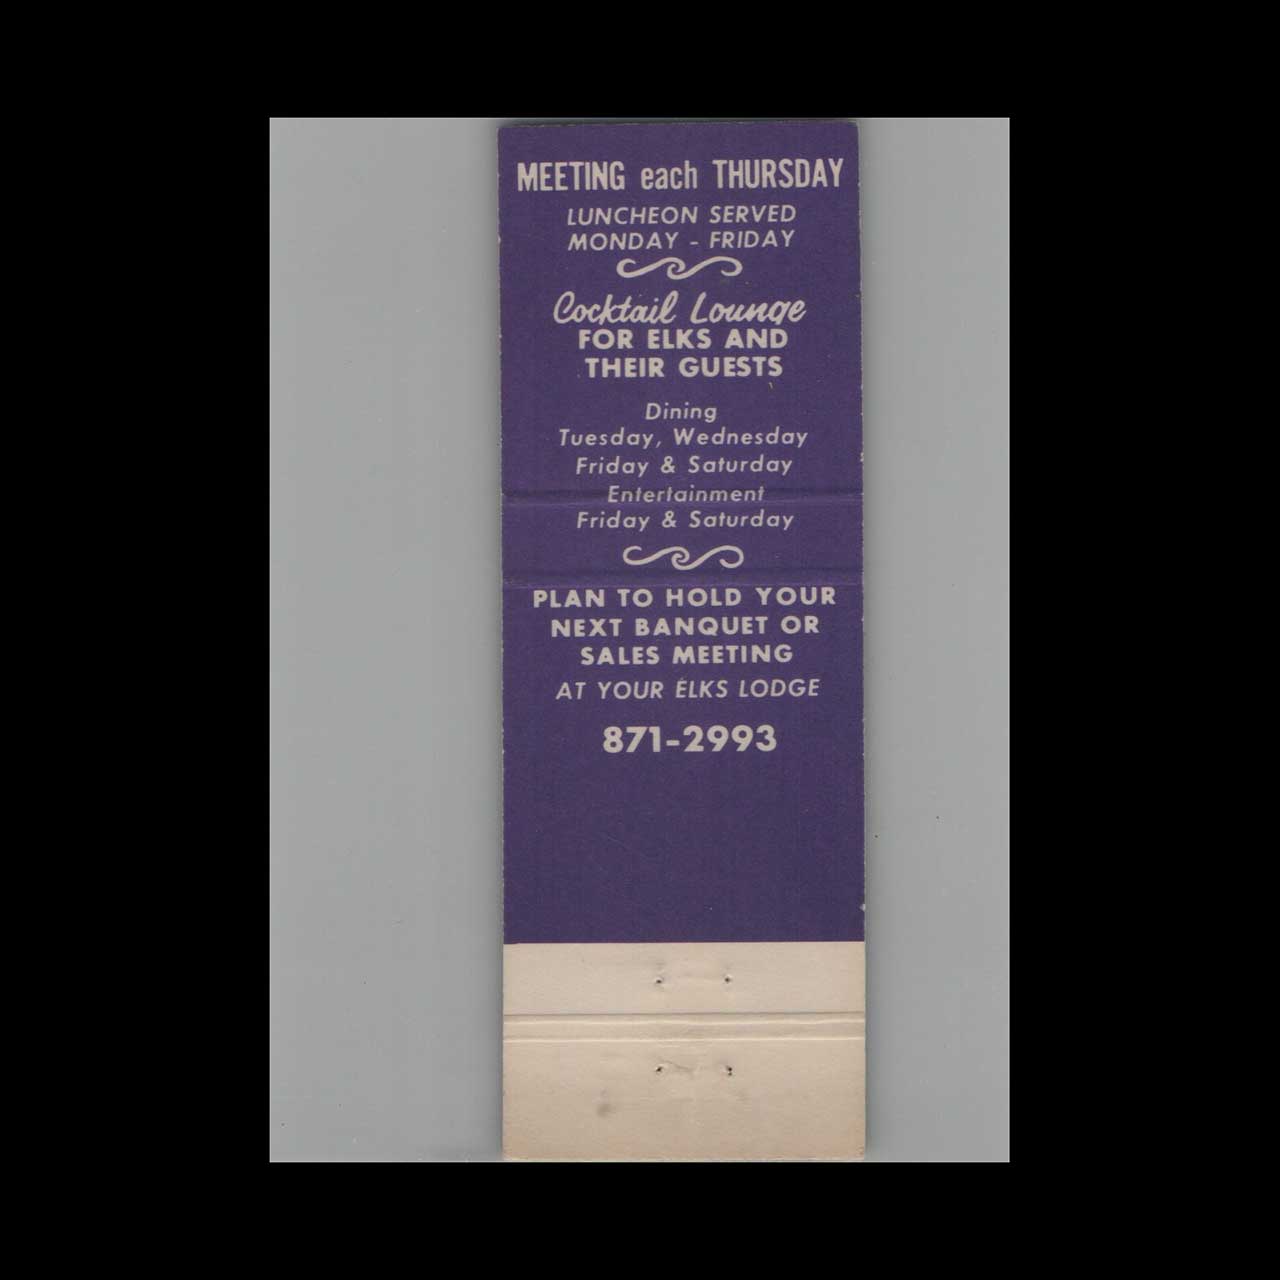 MEETING each THURSDAY
LUNCHEON SERVED
MONDAY - FRIDAY
Cocktail Lounge
FOR ELKS AND
THEIR GUESTS
Dining
Tuesday, Wednesday
Friday & Saturday
Entertainment
Friday & Saturday
PLAN TO HOLD YOUR
NEXT BANQUET OR
SALES MEETING
AT YOUR ELKS LODGE
871-2993